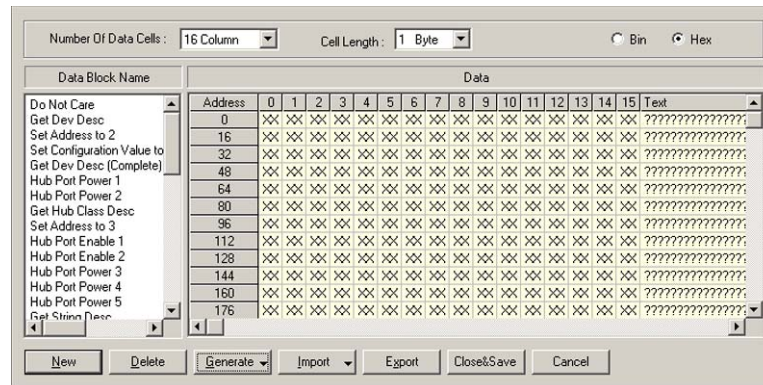 Number Of Data Cells : 16 Column Cell Length : 1 Byte Bin Hex
Data Block Name Data
Do Not Care
Get Dev Desc
Set Address to 2
Set Configuration Value to
Get Dev Desc (Complete)
Hub Port Power 1
Hub Port Power 2
Get Hub Class Desc
Set Address to 3
Hub Port Enable 1
Hub Port Enable 2
Hub Port Power 3
Hub Port Power 4
Hub Port Power 5
Get String Desc
Address 0 1 2 3 4 5 6 7 8 9 10 11 12 13 14 15 Text
0 XX XX XX XX XX XX XX XX XX XX XX XX XX XX XX XX ????????????????
16 XX XX XX XX XX XX XX XX XX XX XX XX XX XX XX XX ????????????????
32 XX XX XX XX XX XX XX XX XX XX XX XX XX XX XX XX ????????????????
48 XX XX XX XX XX XX XX XX XX XX XX XX XX XX XX XX ????????????????
64 XX XX XX XX XX XX XX XX XX XX XX XX XX XX XX XX ????????????????
80 XX XX XX XX XX XX XX XX XX XX XX XX XX XX XX XX ????????????????
96 XX XX XX XX XX XX XX XX XX XX XX XX XX XX XX XX ????????????????
112 XX XX XX XX XX XX XX XX XX XX XX XX XX XX XX XX ????????????????
128 XX XX XX XX XX XX XX XX XX XX XX XX XX XX XX XX ????????????????
144 XX XX XX XX XX XX XX XX XX XX XX XX XX XX XX XX ????????????????
160 XX XX XX XX XX XX XX XX XX XX XX XX XX XX XX XX ????????????????
176 XX XX XX XX XX XX XX XX XX XX XX XX XX XX XX XX ????????????????
New Delete Generate Import Export Close&Save Cancel